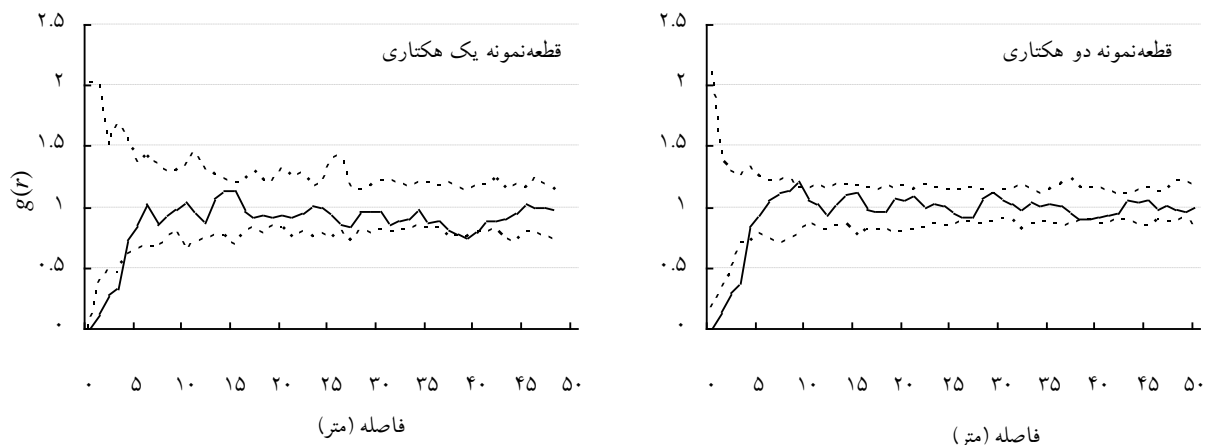 قطعه‌نمونه یک هکتاری
g(r)
۲.۵
۲
۱.۵
۱
۰.۵
۰
۰ ۵ ۱۰ ۱۵ ۲۰ ۲۵ ۳۰ ۳۵ ۴۰ ۴۵ ۵۰
فاصله (متر)
قطعه‌نمونه دو هکتاری
۲.۵
۲
۱.۵
۱
۰.۵
۰
۰ ۵ ۱۰ ۱۵ ۲۰ ۲۵ ۳۰ ۳۵ ۴۰ ۴۵ ۵۰
فاصله (متر)